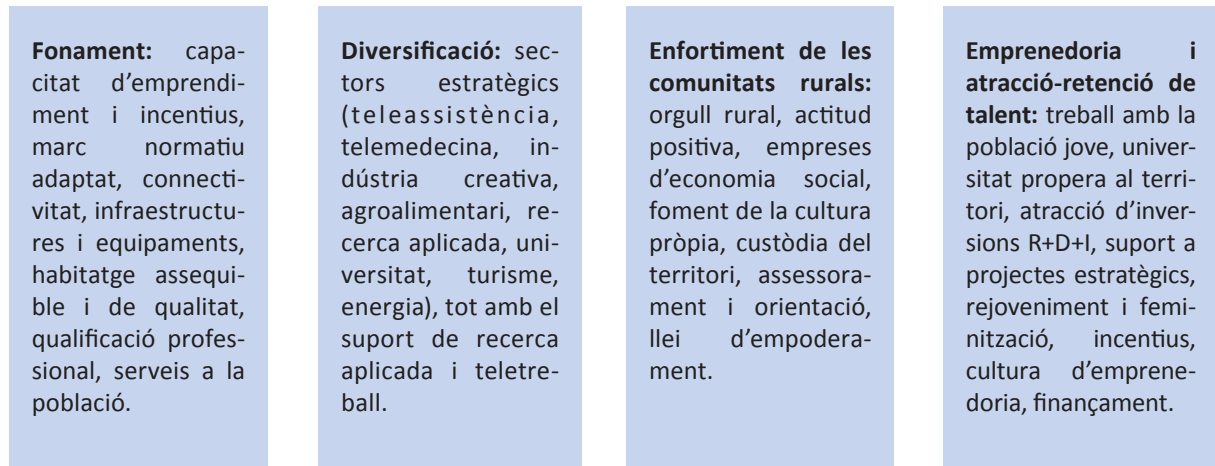 Fonament: capa-
citat d'emprendi-
ment i incentius,
marc normatiu
adaptat, connecti-
vitat, infraestructu-
res i equipaments,
habitatge assequi-
ble i de qualitat,
qualificació profes-
sional, serveis a la
població.
Diversificació: sec-
tors estratègics
(teleassistència,
telemedecina, in-
dústria creativa,
agroalimentari, re-
cerca aplicada, uni-
versitat, turisme,
energia), tot amb el
suport de recerca
aplicada i teletre-
ball.
Enfortiment de les
comunitats rurals:
orgull rural, actitud
positiva, empreses
d'economia social,
foment de la cultura
pròpia, custòdia del
territori, assessora-
ment i orientació,
llei d'empodera-
ment.
Emprenedoria i
atracció-retenció de
talent: treball amb la
població jove, univer-
sitat propera al terri-
tori, atracció d'inver-
sions R+D+I, suport a
projectes estratègics,
rejoveniment i femi-
nització, incentius,
cultura d'emprene-
doria, finançament.